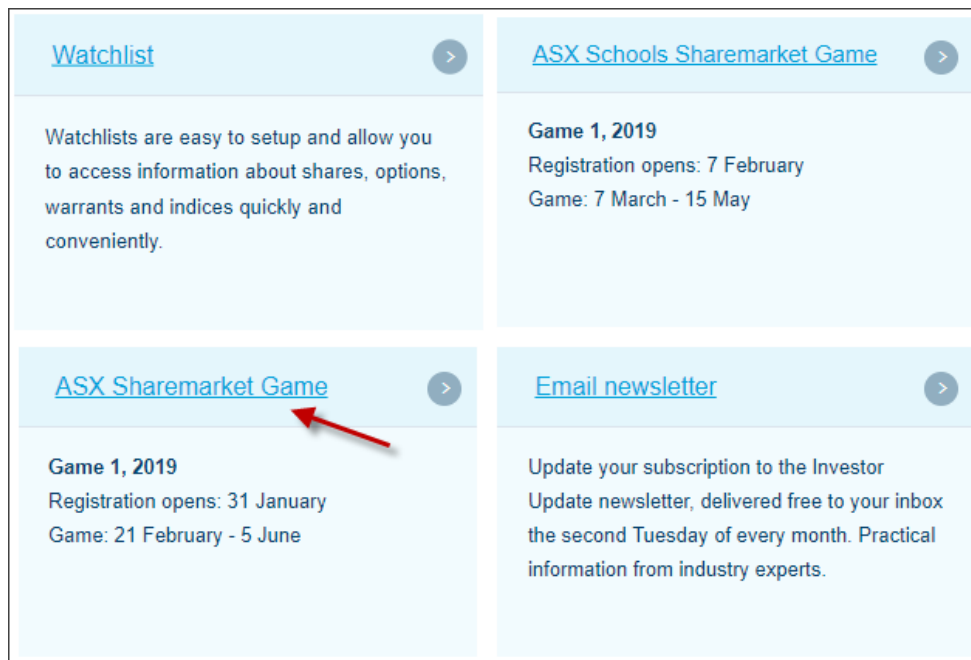 Watchlist
Watchlists are easy to setup and allow you
to access information about shares, options,
warrants and indices quickly and
conveniently.
ASX Schools Sharemarket Game
Game 1, 2019
Registration opens: 7 February
Game: 7 March - 15 May
ASX Sharemarket Game
Game 1, 2019
Registration opens: 31 January
Game: 21 February - 5 June
Email newsletter
Update your subscription to the Investor
Update newsletter, delivered free to your inbox
the second Tuesday of every month. Practical
information from industry experts.